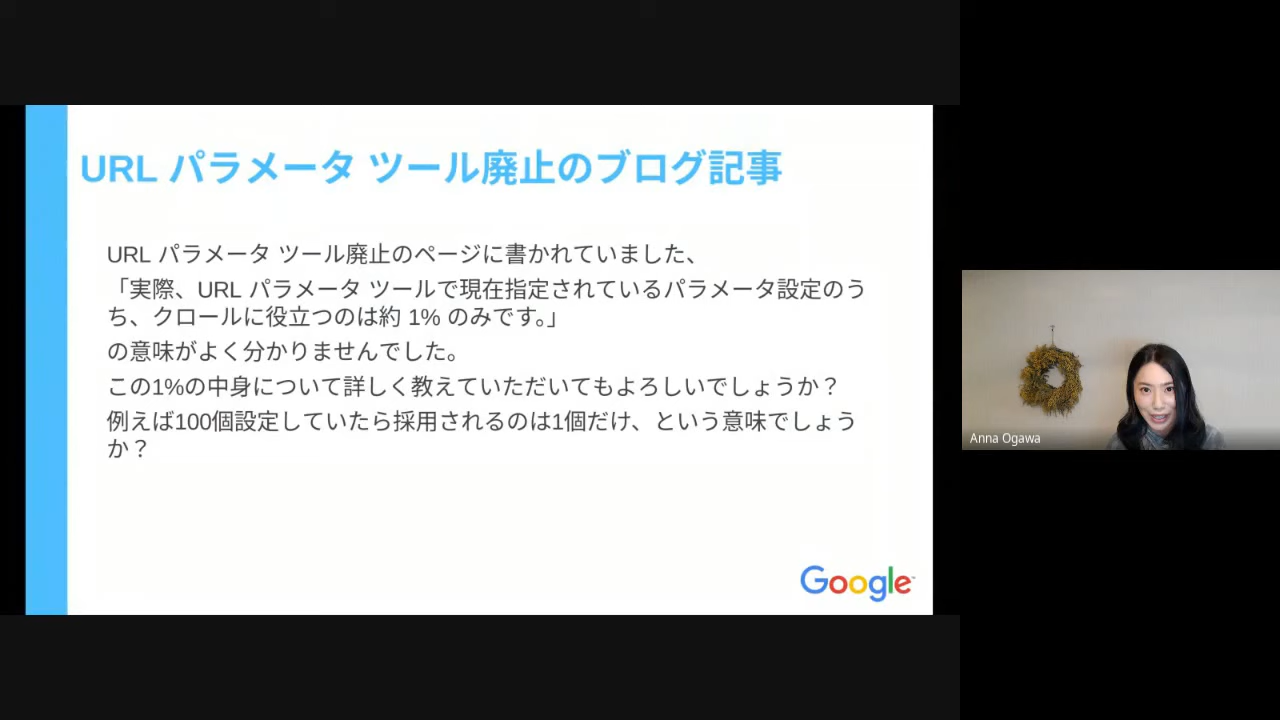 URL パラメータ ツール廃止のブログ記事
URL パラメータ ツール廃止のページに書かれていました、
「実際、URL パラメータ ツールで現在指定されているパラメータ設定のう
ち、クロールに役立つのは約 1% のみです。」
の意味がよく分かりませんでした。
この1%の中身について詳しく教えていただいてもよろしいでしょうか？
例えば100個設定していたら採用されるのは1個だけ、という意味でしょう
か？
Google
Anna Ogawa